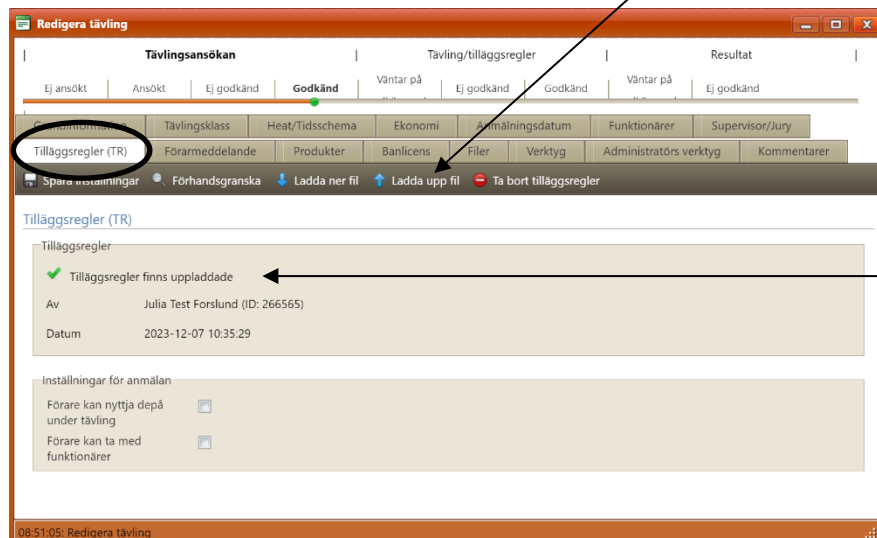 Redigera tävling
Tävlingsansökan Tävling/tilläggsregler Resultat
Ej ansökt Ansökt Ej godkänd Godkänd Väntar på Ej godkänd Godkänd Väntar på Ej godkänd
Grundinformation Tävlingsklass Heat/Tidsschema Ekonomi Anmälningsdatum Funktionärer Supervisor/Jury
Tilläggsregler (TR) Förarmeddelande Produkter Banlicens Filer Verktyg Administratörs verktyg Kommentarer
Spara inställningar Förhandsgranska Ladda ner fil Ladda upp fil Ta bort tilläggsregler
Tilläggsregler (TR)
Tilläggsregler
Tilläggsregler finns uppladdade
Av Julia Test Forslund (ID: 266565)
Datum 2023-12-07 10:35:29
Inställningar för anmälan
Förare kan nyttja depå
under tävling
Förare kan ta med
funktionärer
08:51:05: Redigera tävling